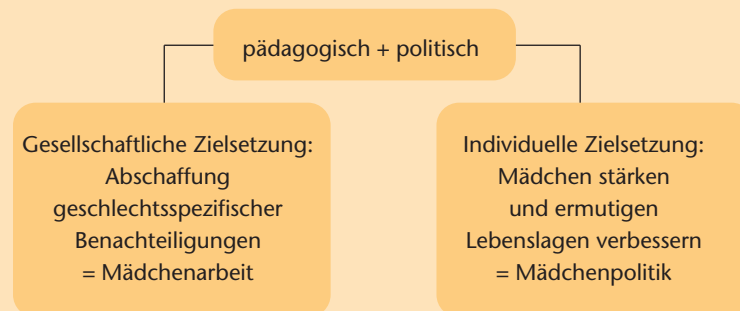 pädagogisch + politisch
Gesellschaftliche Zielsetzung:
Abschaffung
geschlechtsspezifischer
Benachteiligungen
= Mädchenarbeit
Individuelle Zielsetzung:
Mädchen stärken
und ermutigen
Lebenslagen verbessern
= Mädchenpolitik